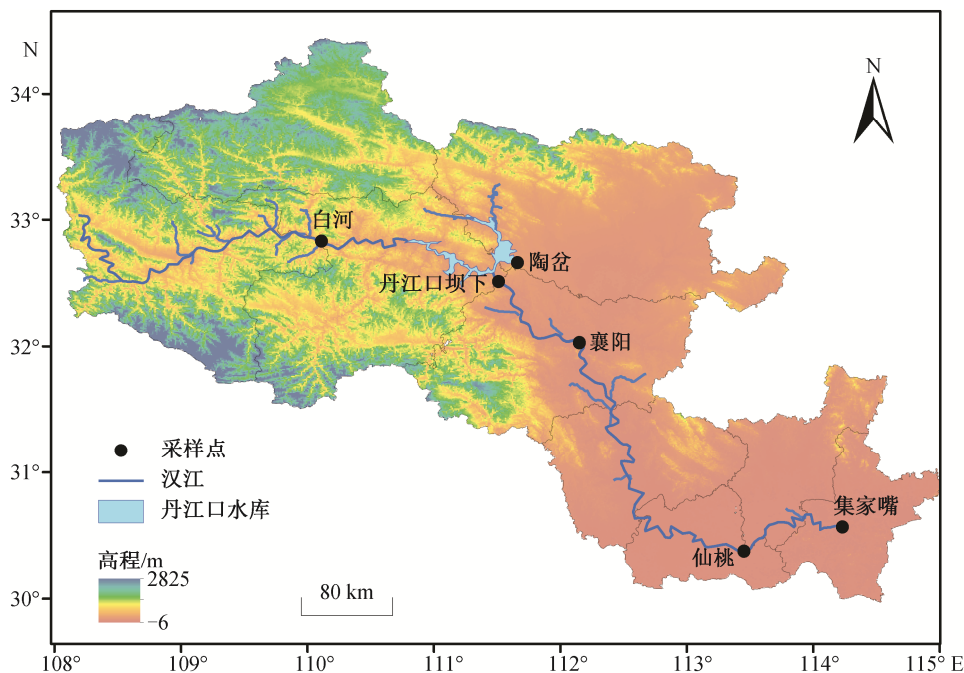 N
34°
33°
32°
31°
30°
N
白河
陶岔
丹江口坝下
襄阳
集家嘴
仙桃
采样点
汉江
丹江口水库
高程/m
2825
−6
80 km
108°
109°
110°
111°
112°
113°
114°
115° E